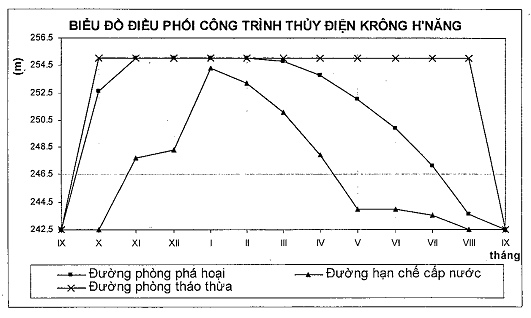 BIỂU ĐỒ ĐIỀU PHỐI CÔNG TRÌNH THỦY ĐIỆN KRÔNG H'NĂNG
(m)
256.5
254.5
252.5
250.5
248.5
246.5
244.5
242.5
IX X XI XII I II III IV V VI VII VIII IX
tháng
Đường phòng phá hoại Đường hạn chế cấp nước
Đường phòng tháo thừa